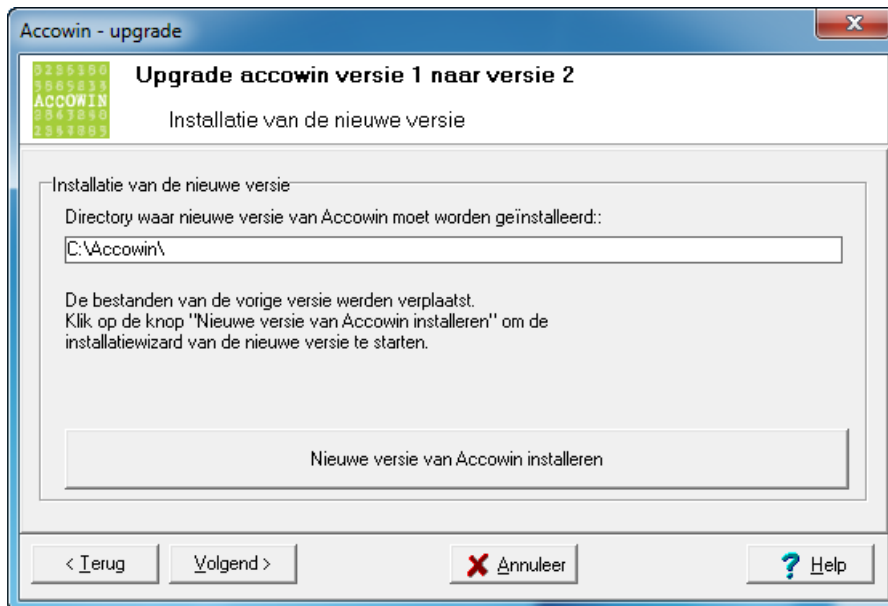 Accowin - upgrade
Upgrade accowin versie 1 naar versie 2
ACCOWIN
Installatie van de nieuwe versie
Installatie van de nieuwe versie
Directory waar nieuwe versie van Accowin moet worden geïnstalleerd::
C:\Accowin\
De bestanden van de vorige versie werden verplaatst.
Klik op de knop "Nieuwe versie van Accowin installeren" om de
installatiewizard van de nieuwe versie te starten.
Nieuwe versie van Accowin installeren
< Terug
Volgend >
Annuleer
Help